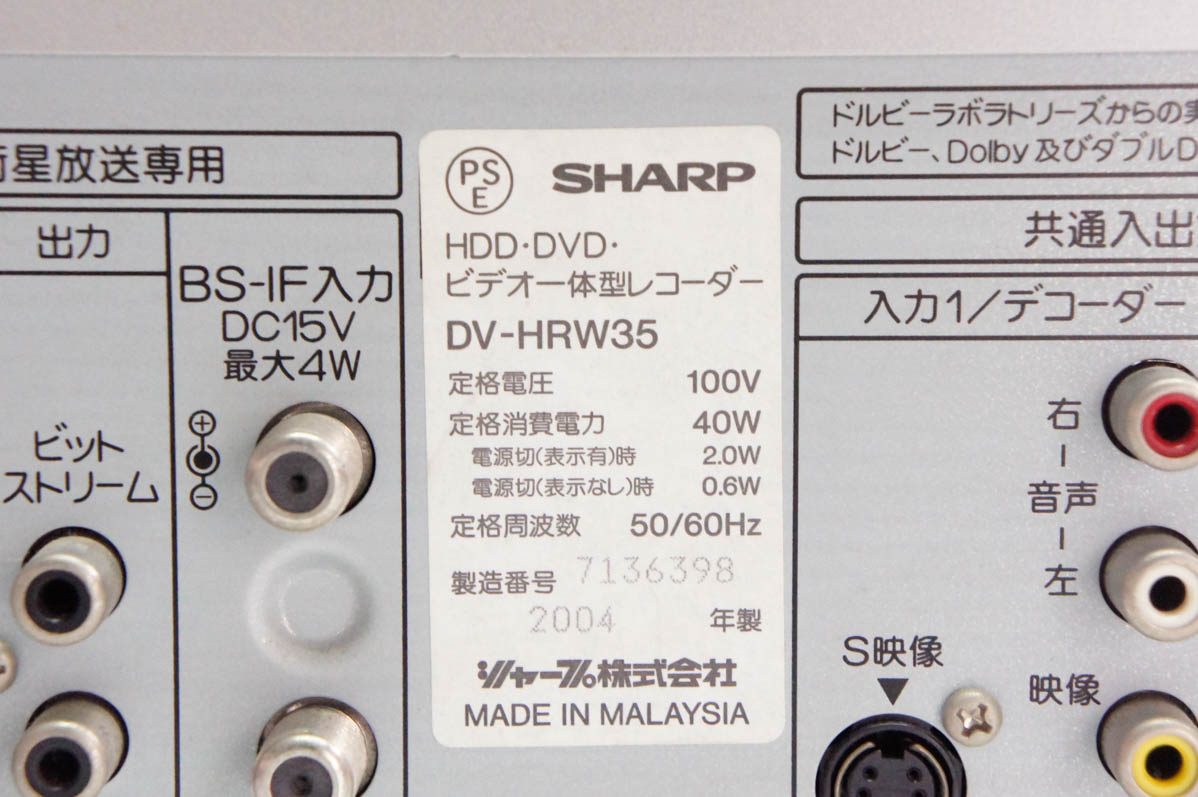 星放送専用
出力
ビット
ストリーム
BS-IF入力
DC15V
最大4W
PS
E
SHARP
HDD・DVD・
ビデオ一体型レコーダー
DV-HRW35
定格電圧 100V
定格消費電力 40W
電源切(表示有)時 2.0W
電源切(表示なし)時 0.6W
定格周波数 50/60Hz
製造番号 7136398
2004 年製
シャープ株式会社
MADE IN MALAYSIA
ドルビーラボラトリーズからの
ドルビー、Dolby及びダブルD
共通入出
入力1/デコーダー
右
音声
左
S映像
映像